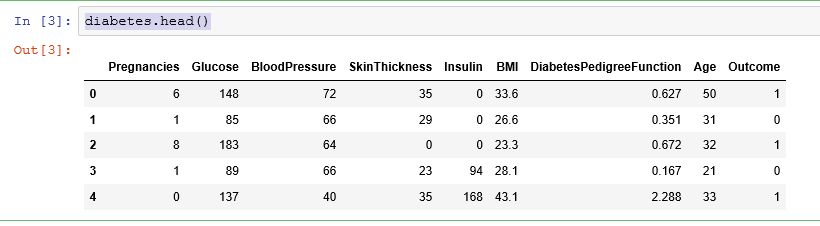 In [3]: diabetes.head()
Out[3]:
Pregnancies Glucose BloodPressure SkinThickness Insulin BMI DiabetesPedigreeFunction Age Outcome
0 6 148 72 35 0 33.6 0.627 50 1
1 1 85 66 29 0 26.6 0.351 31 0
2 8 183 64 0 0 23.3 0.672 32 1
3 1 89 66 23 94 28.1 0.167 21 0
4 0 137 40 35 168 43.1 2.288 33 1